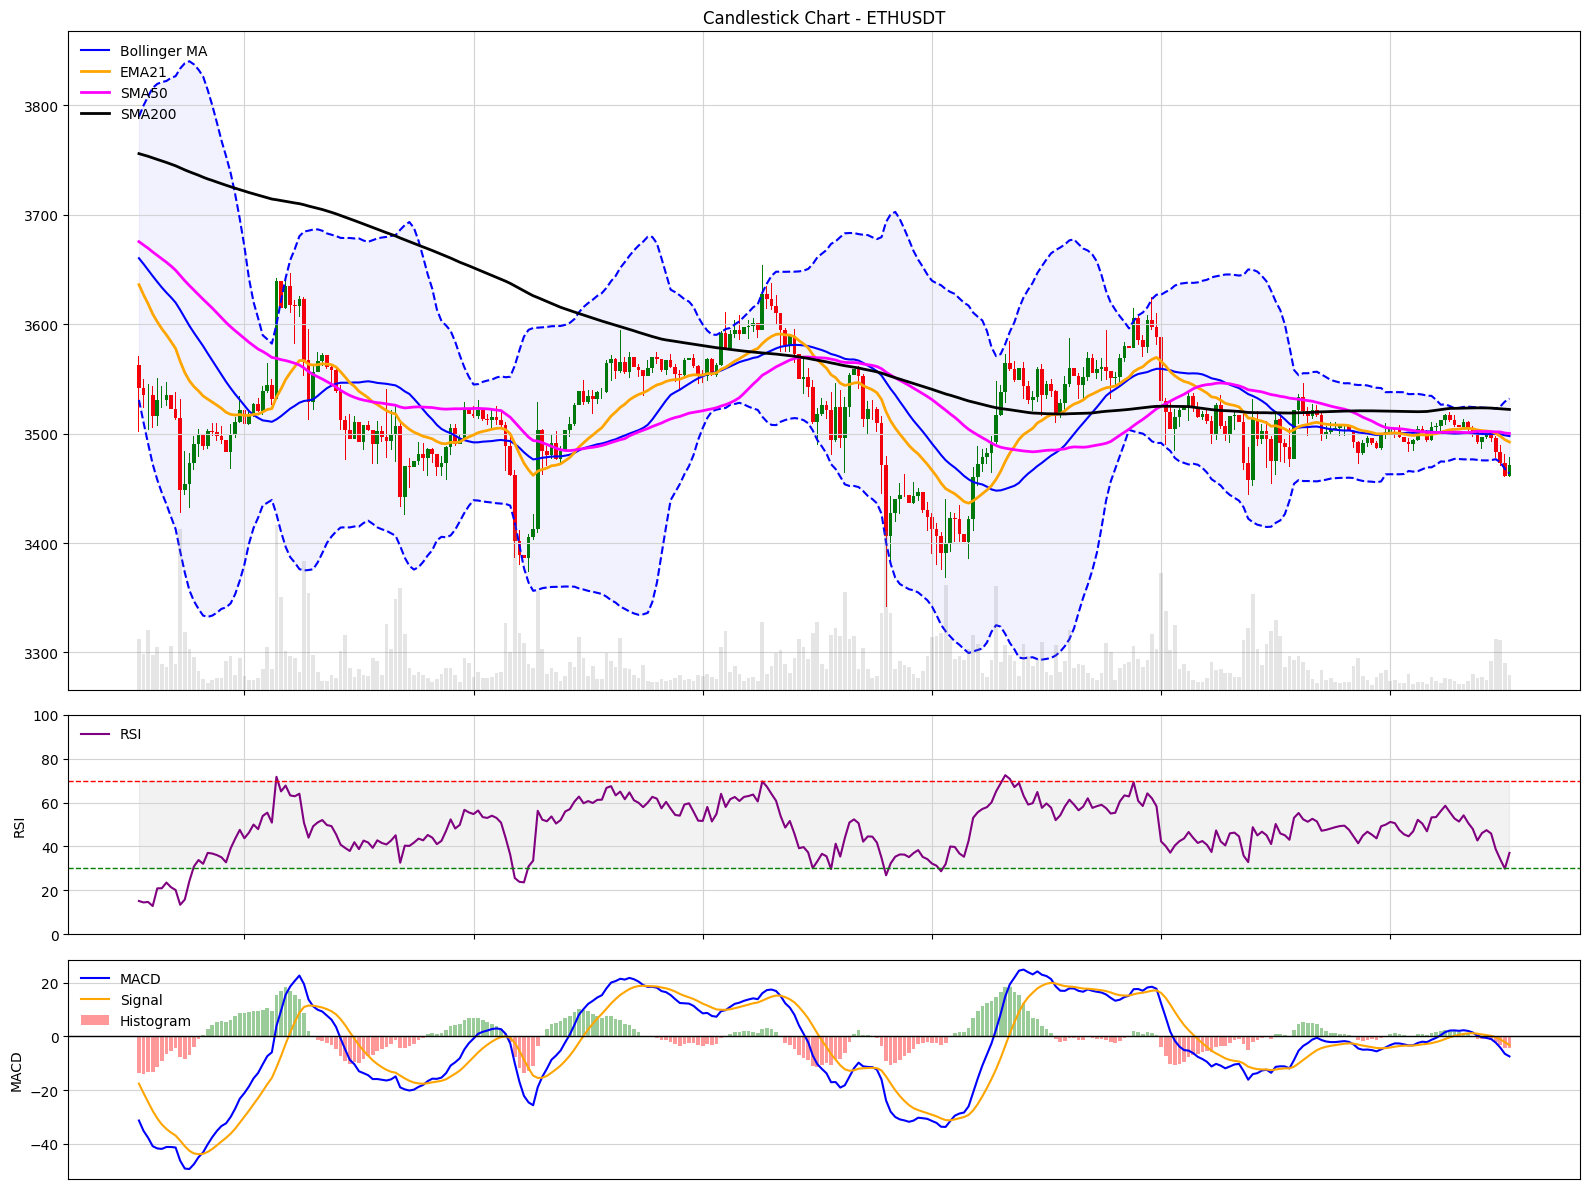 Candlestick Chart - ETHUSDT
Bollinger MA
EMA21
SMA50
SMA200
3800
3700
3600
3500
3400
3300
RSI
RSI
100
80
60
40
20
0
MACD
Signal
Histogram
MACD
20
0
−20
−40